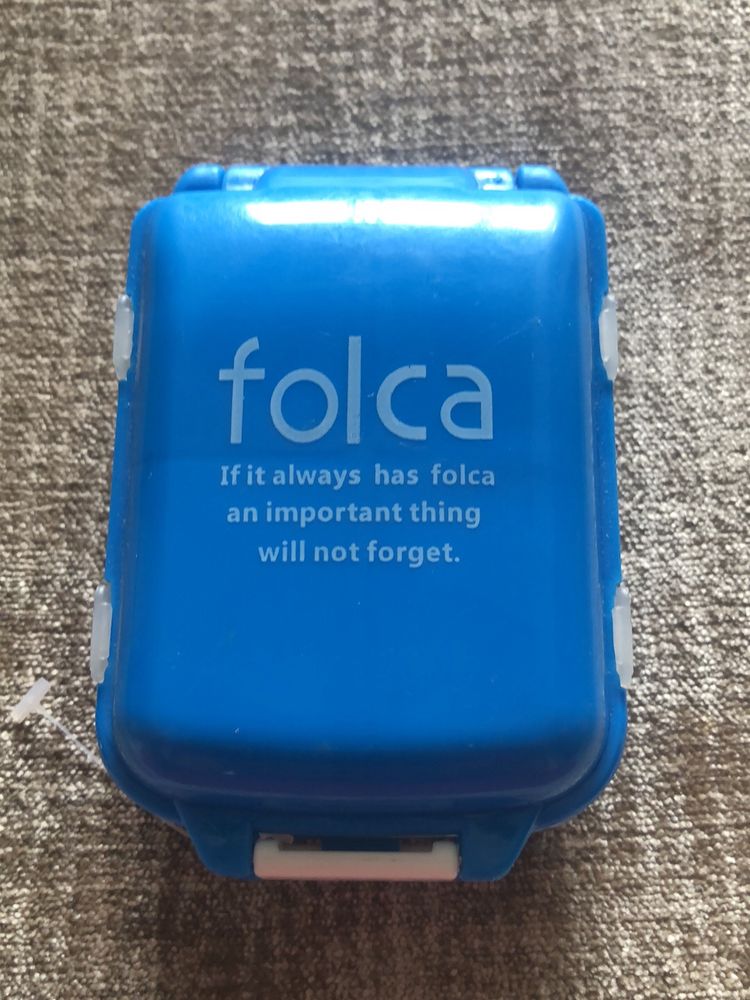 folca
If it always has folca
an important thing
will not forget.